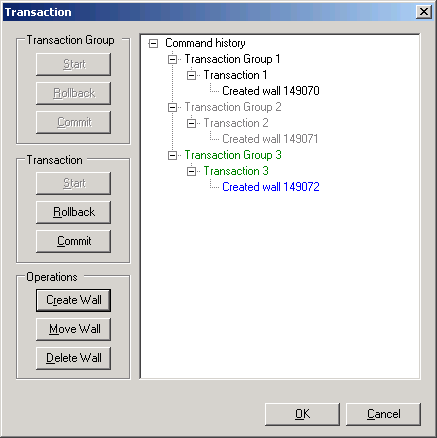 Transaction
Transaction Group
Start
Rollback
Commit
Transaction
Start
Rollback
Commit
Operations
Create Wall
Move Wall
Delete Wall
Command history
Transaction Group 1
Transaction 1
Created wall 149070
Transaction Group 2
Transaction 2
Created wall 149071
Transaction Group 3
Transaction 3
Created wall 149072
OK
Cancel